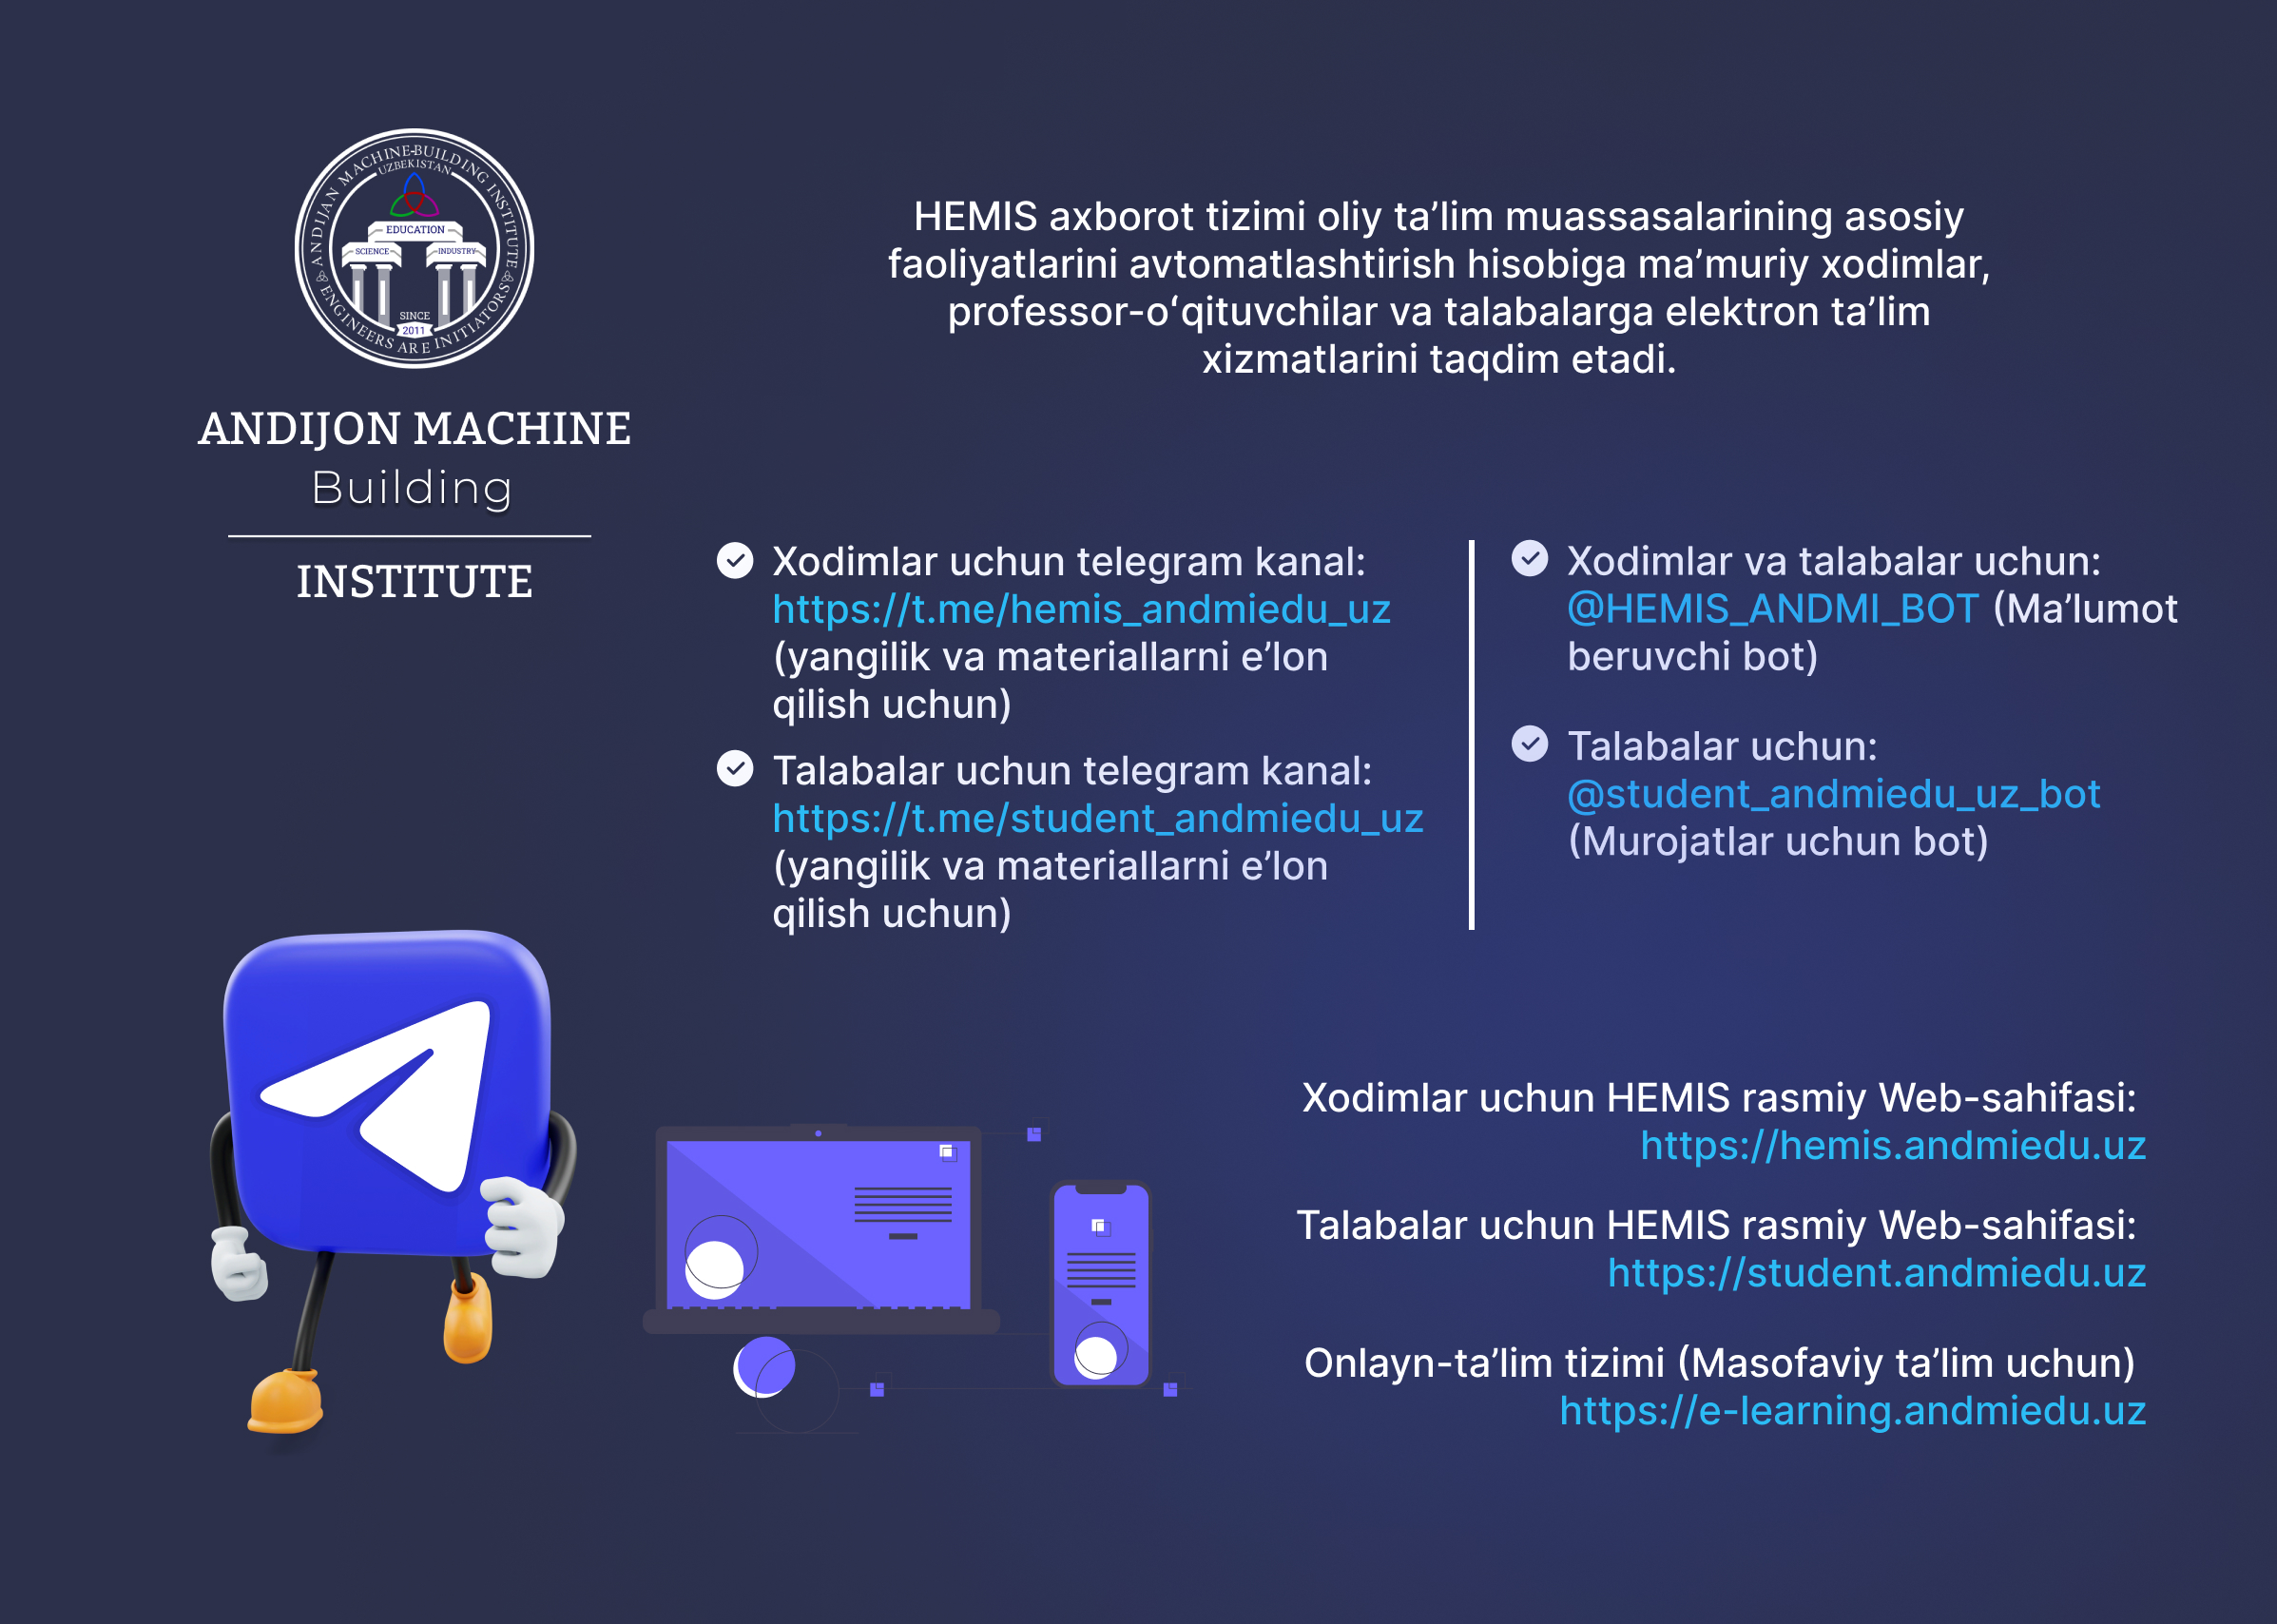 ANDIJAN MACHINE-BUILDING INSTITUTE
UZBEKISTAN
EDUCATION
SCIENCE
INDUSTRY
SINCE
2011
ENGINEERS ARE INITIATORS
ANDIJON MACHINE
Building
INSTITUTE
HEMIS axborot tizimi oliy ta’lim muassasalarining asosiy
faoliyatlarini avtomatlashtirish hisobiga ma’muriy xodimlar,
professor-o‘qituvchilar va talabalarga elektron ta’lim
xizmatlarini taqdim etadi.
Xodimlar uchun telegram kanal:
https://t.me/hemis_andmiedu_uz
(yangilik va materiallarni e’lon
qilish uchun)
Talabalar uchun telegram kanal:
https://t.me/student_andmiedu_uz
(yangilik va materiallarni e’lon
qilish uchun)
Xodimlar va talabalar uchun:
@HEMIS_ANDMI_BOT (Ma’lumot
beruvchi bot)
Talabalar uchun:
@student_andmiedu_uz_bot
(Murojatlar uchun bot)
Xodimlar uchun HEMIS rasmiy Web-sahifasi:
https://hemis.andmiedu.uz
Talabalar uchun HEMIS rasmiy Web-sahifasi:
https://student.andmiedu.uz
Onlayn-ta’lim tizimi (Masofaviy ta’lim uchun)
https://e-learning.andmiedu.uz